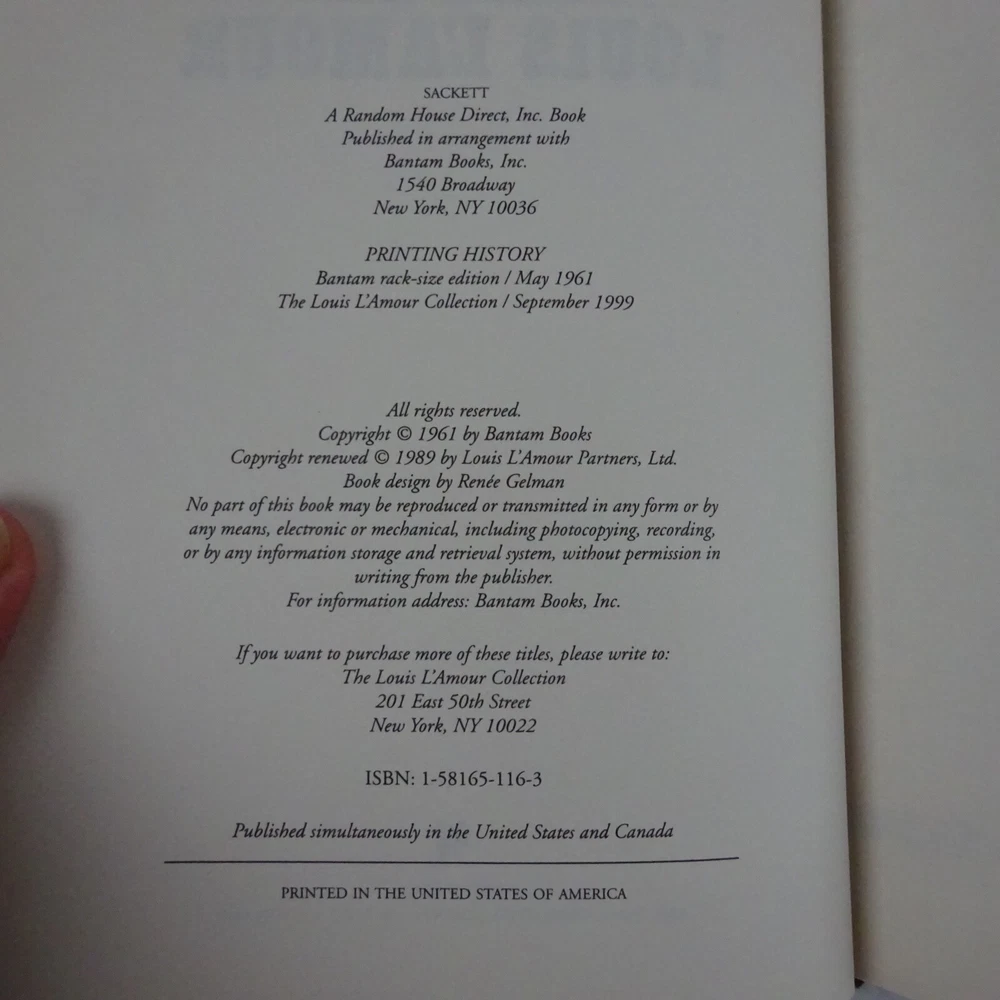 SACKETT
A Random House Direct, Inc. Book
Published in arrangement with
Bantam Books, Inc.
1540 Broadway
New York, NY 10036
PRINTING HISTORY
Bantam rack-size edition / May 1961
The Louis L'Amour Collection / September 1999
All rights reserved.
Copyright © 1961 by Bantam Books
Copyright renewed © 1989 by Louis L'Amour Partners, Ltd.
Book design by Renée Gelman
No part of this book may be reproduced or transmitted in any form or by
any means, electronic or mechanical, including photocopying, recording,
or by any information storage and retrieval system, without permission in
writing from the publisher.
For information address: Bantam Books, Inc.
If you want to purchase more of these titles, please write to:
The Louis L'Amour Collection
201 East 50th Street
New York, NY 10022
ISBN: 1-58165-116-3
Published simultaneously in the United States and Canada
PRINTED IN THE UNITED STATES OF AMERICA